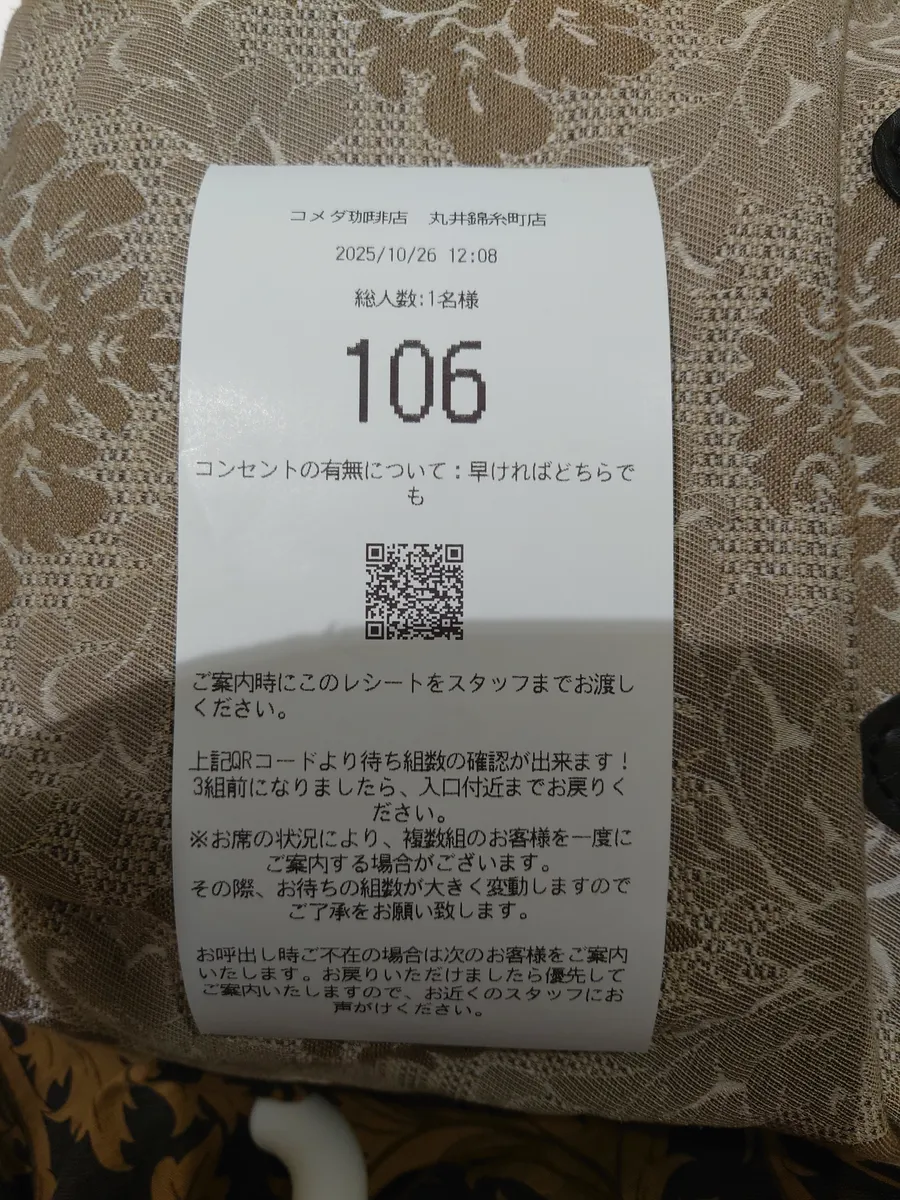 コメダ珈琲店　丸井錦糸町店
2025/10/26 12:08
総人数:1名様
106
コンセントの有無について：早ければどちらで
も
ご案内時にこのレシートをスタッフまでお渡し
ください。
上記QRコードより待ち組数の確認が出来ます！
3組前になりましたら、入口付近までお戻りく
ださい。
※お席の状況により、複数組のお客様を一度に
ご案内する場合がございます。
その際、お待ちの組数が大きく変動しますので
ご了承をお願い致します。
お呼出し時ご不在の場合は次のお客様をご案内
いたします。お戻りいただけましたら優先して
ご案内いたしますので、お近くのスタッフにお
声がけください。